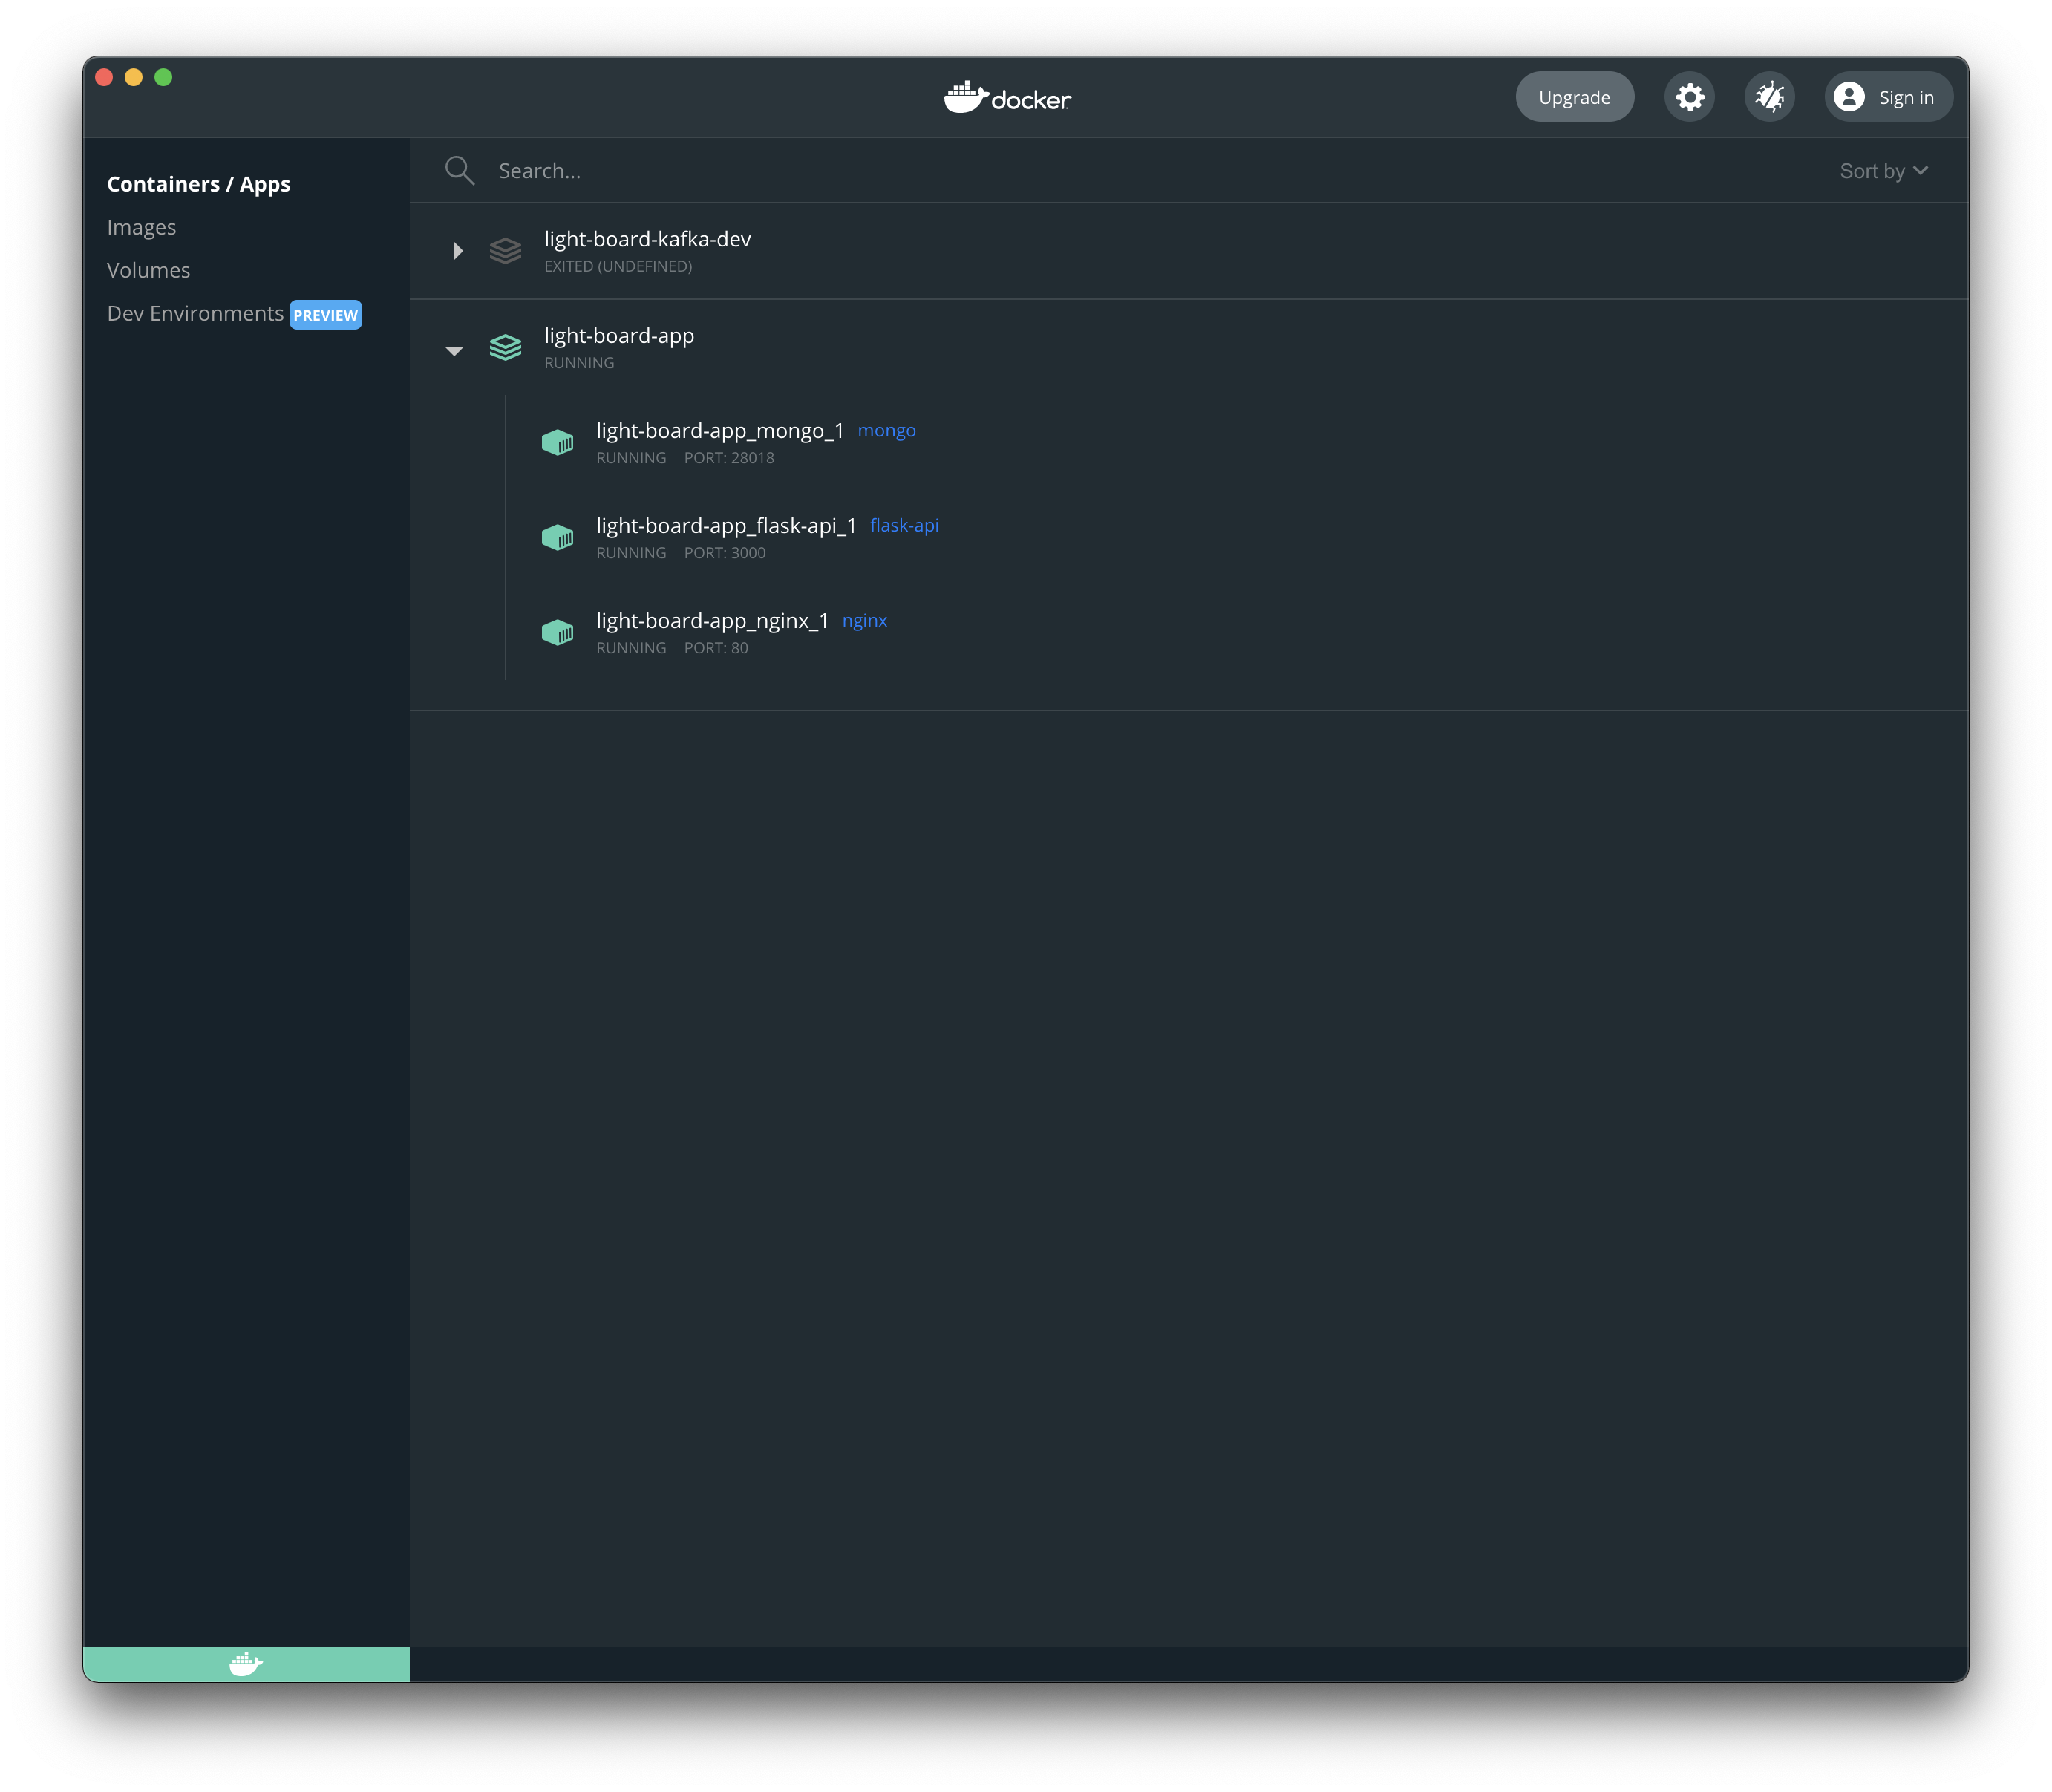 docker
Upgrade
Sign in
Containers / Apps
Images
Volumes
Dev Environments PREVIEW
Search...
Sort by
light-board-kafka-dev
EXITED (UNDEFINED)
light-board-app
RUNNING
light-board-app_mongo_1 mongo
RUNNING PORT: 28018
light-board-app_flask-api_1 flask-api
RUNNING PORT: 3000
light-board-app_nginx_1 nginx
RUNNING PORT: 80